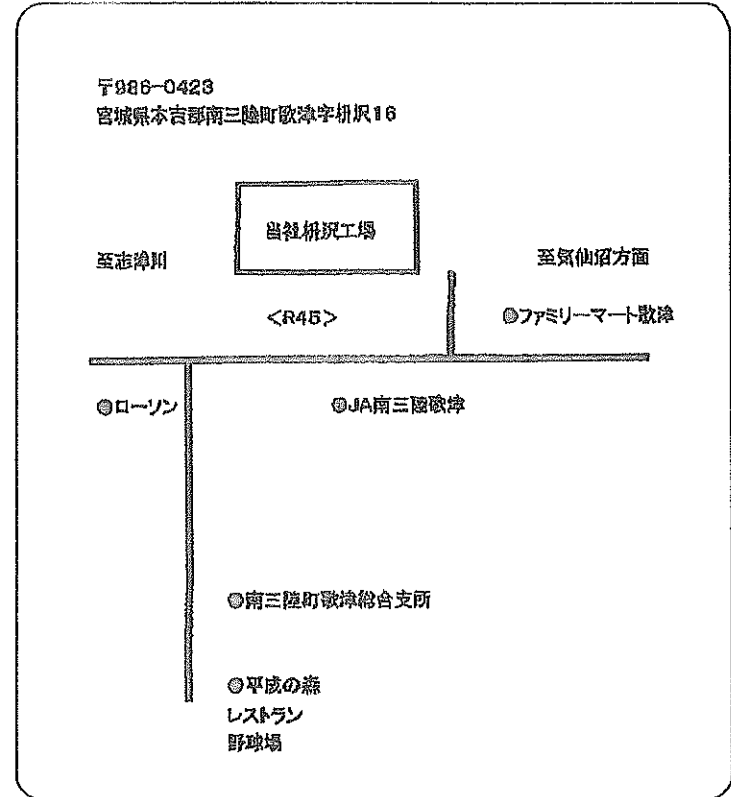 〒986-0423
宮城県本吉郡南三陸町歌津字枡沢16
当社枡沢工場
至志津川
至気仙沼方面
<R45>
◎ファミリーマート歌津
◎ローソン
◎JA南三陸歌津
◎南三陸町歌津総合支所
◎平成の森
レストラン
野球場